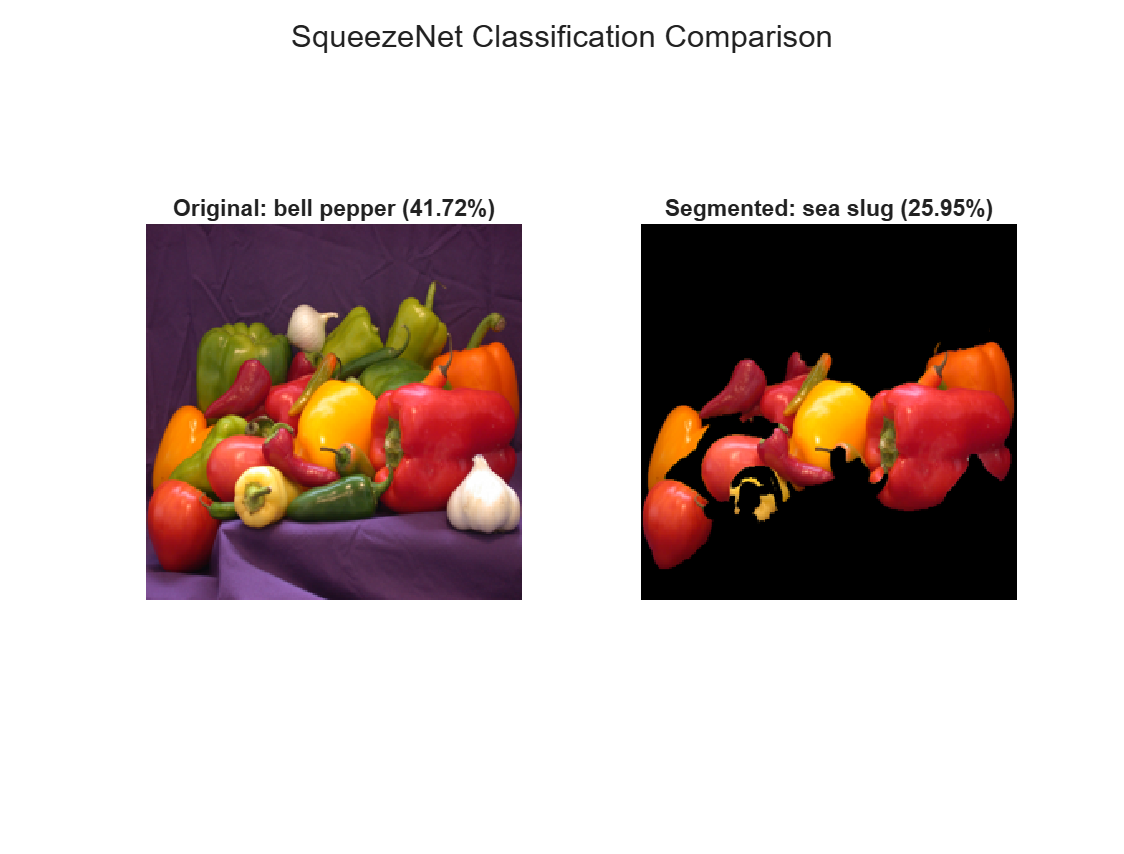 SqueezeNet Classification Comparison
Original: bell pepper (41.72%)
Segmented: sea slug (25.95%)